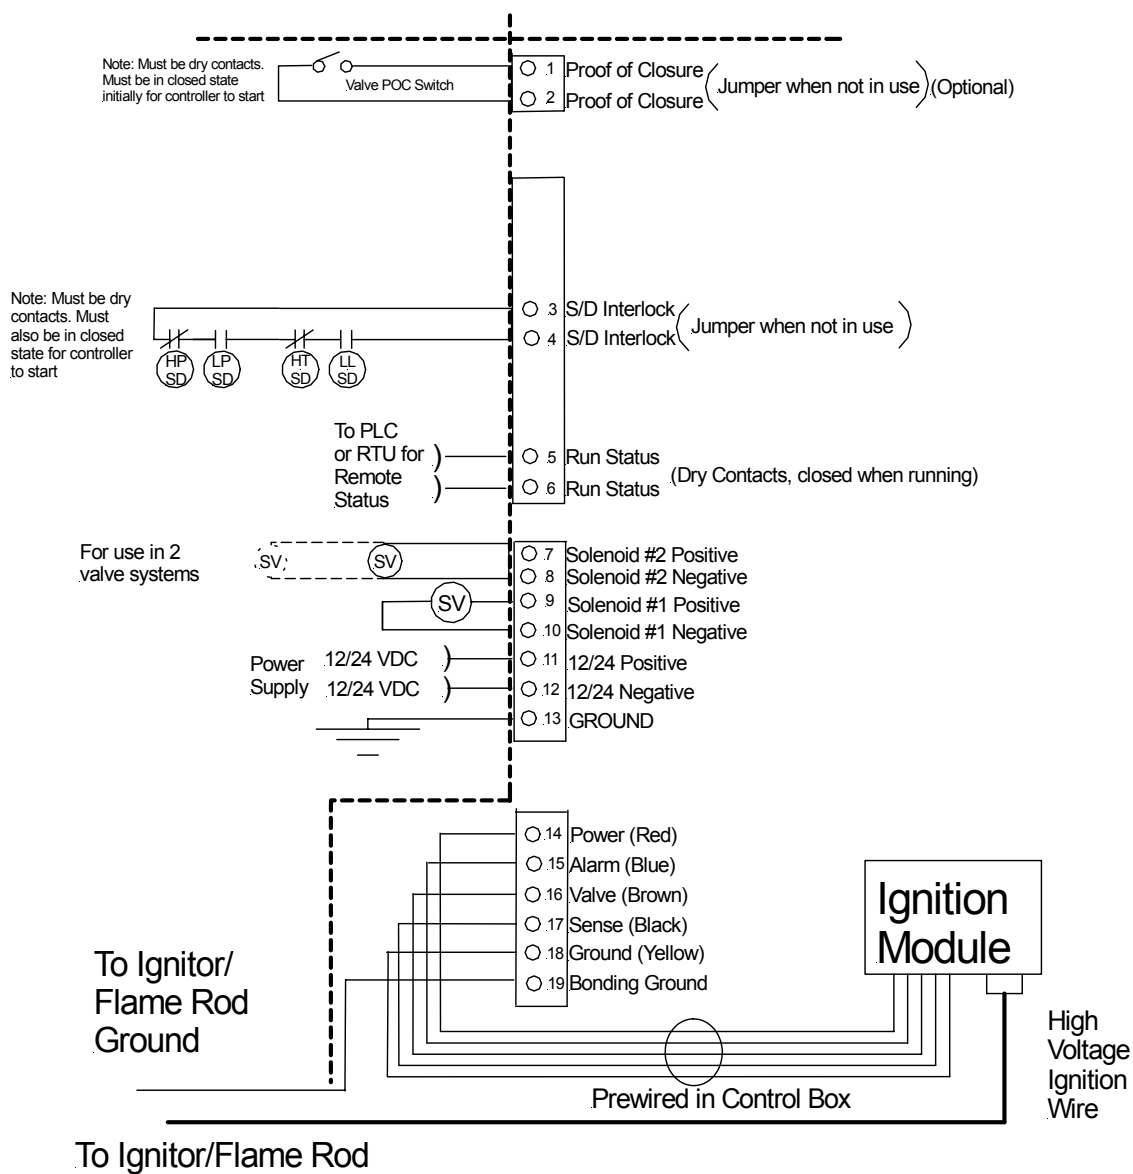 Note: Must be dry contacts.
Must be in closed state
initially for controller to start
Valve POC Switch
1 Proof of Closure
2 Proof of Closure
(Jumper when not in use) (Optional)
Note: Must be dry
contacts. Must
also be in closed
state for controller
to start
HP
SD
LP
SD
HT
SD
LL
SD
3 S/D Interlock
4 S/D Interlock
(Jumper when not in use )
To PLC
or RTU for
Remote
Status
)
)
5 Run Status
6 Run Status
(Dry Contacts, closed when running)
For use in 2
valve systems
SV
SV
SV
7 Solenoid #2 Positive
8 Solenoid #2 Negative
9 Solenoid #1 Positive
10 Solenoid #1 Negative
Power
Supply
12/24 VDC )
12/24 VDC )
11 12/24 Positive
12 12/24 Negative
13 GROUND
14 Power (Red)
15 Alarm (Blue)
16 Valve (Brown)
17 Sense (Black)
18 Ground (Yellow)
19 Bonding Ground
Ignition
Module
To Ignitor/
Flame Rod
Ground
High
Voltage
Ignition
Wire
Prewired in Control Box
To Ignitor/Flame Rod